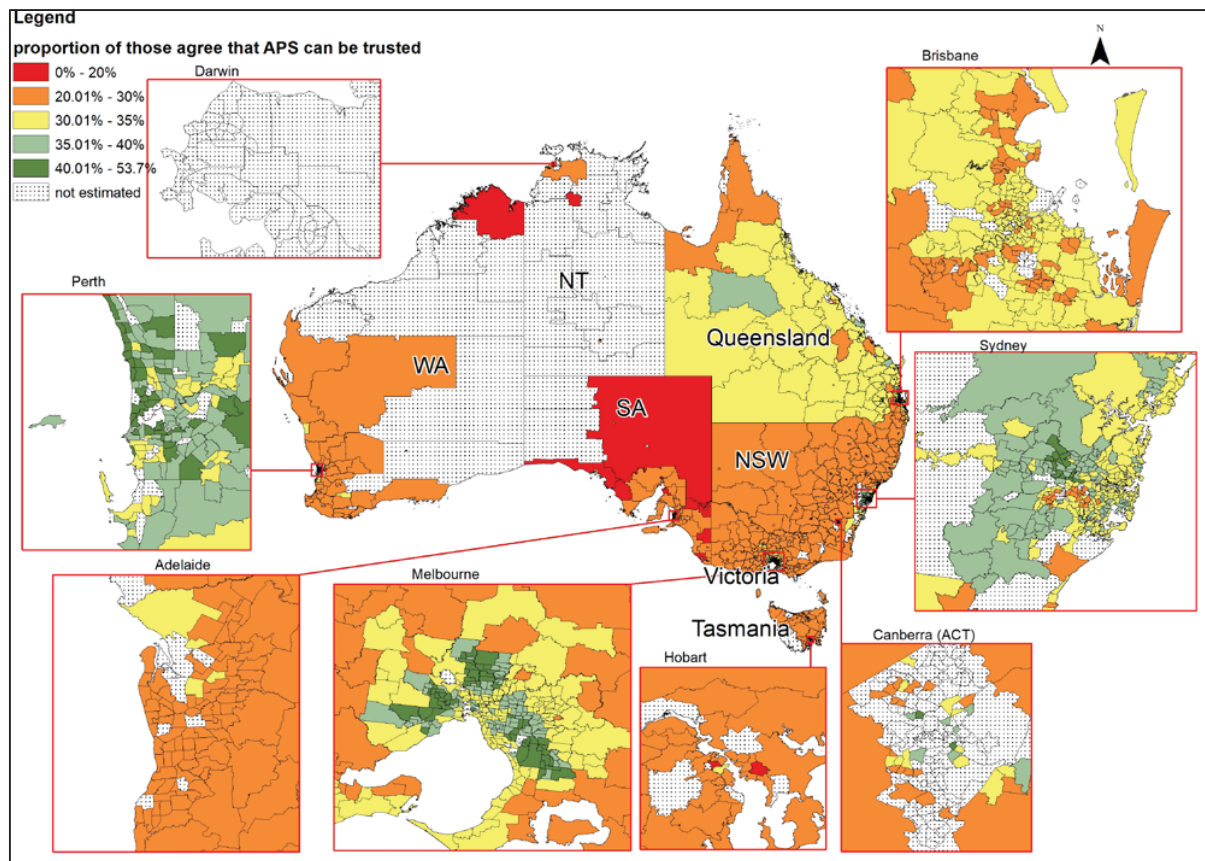 Legend
proportion of those agree that APS can be trusted
0% - 20%
20.01% - 30%
30.01% - 35%
35.01% - 40%
40.01% - 53.7%
not estimated
Darwin
N
Brisbane
Perth
NT
Queensland
WA
Sydney
SA
NSW
Adelaide
Melbourne
Victoria
Tasmania
Canberra (ACT)
Hobart